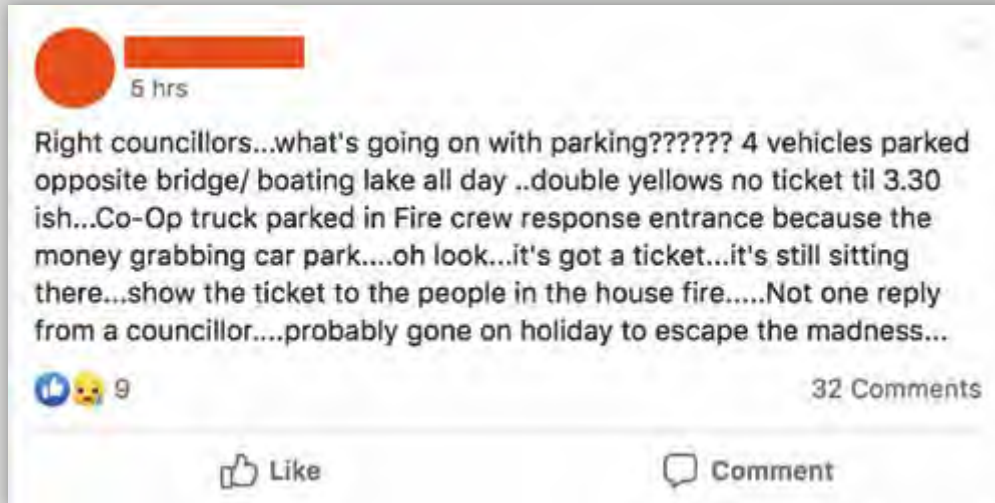 5 hrs
Right councillors...what's going on with parking?????? 4 vehicles parked
opposite bridge/ boating lake all day ..double yellows no ticket til 3.30
ish...Co-Op truck parked in Fire crew response entrance because the
money grabbing car park....oh look...it's got a ticket...it's still sitting
there...show the ticket to the people in the house fire.....Not one reply
from a councillor....probably gone on holiday to escape the madness...
9
32 Comments
Like
Comment